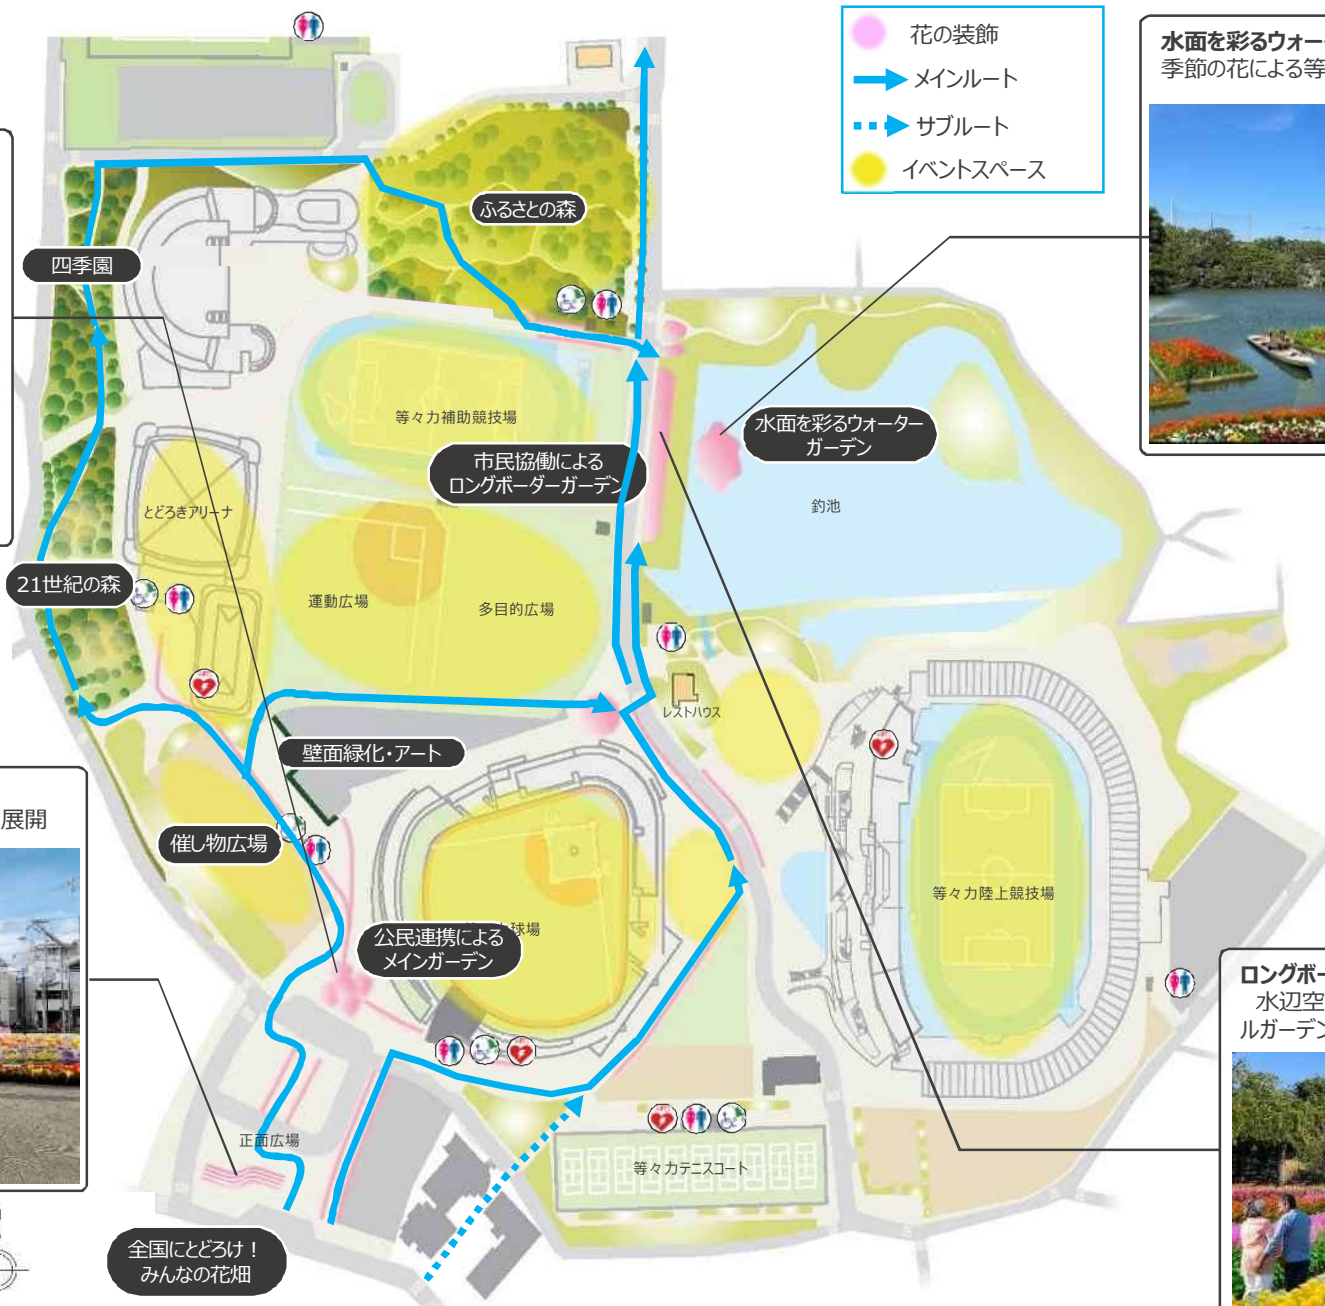 花の装飾
メインルート
サブルート
イベントスペース
水面を彩るウォー
季節の花による等
ふるさとの森
四季園
等々力補助競技場
水面を彩るウォーター
ガーデン
市民協働による
ロングボーダーガーデン
釣池
とどろきアリーナ
21世紀の森
運動広場
多目的広場
レストハウス
壁面緑化・アート
展開
催し物広場
等々力陸上競技場
球場
公民連携による
メインガーデン
ロングボー
水辺空
ルガーデン
正面広場
等々力テニスコート
全国にとどろけ！
みんなの花畑